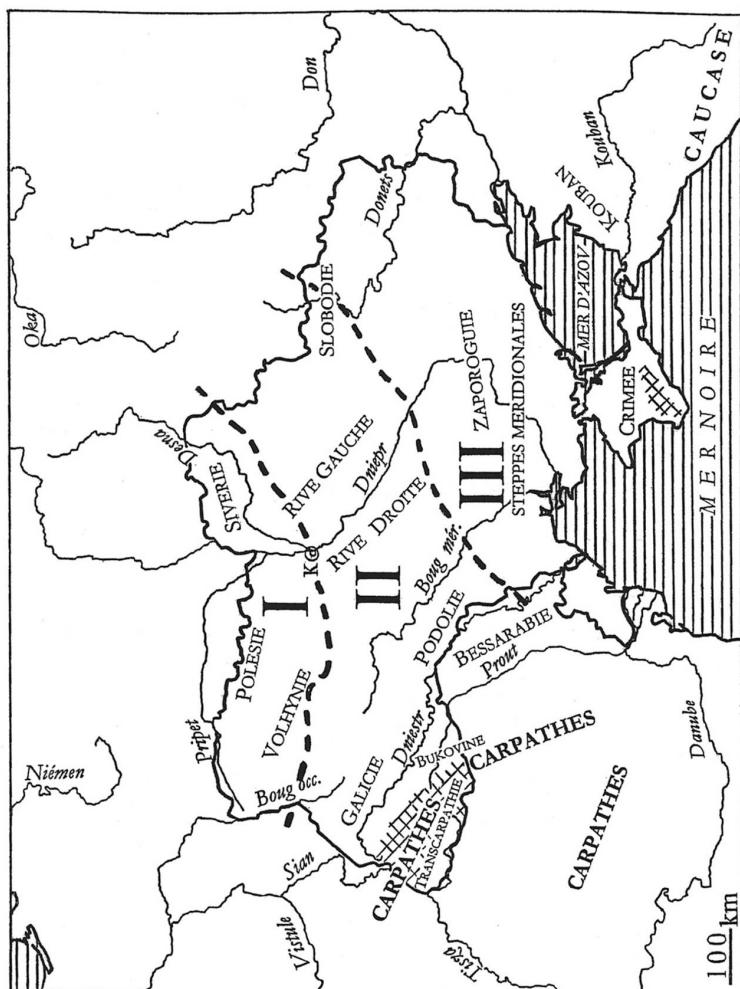 Oka
Don
Desna
Niémen
Pripet
SIVERIE
POLESIE
SLOBODIE
Donets
I
VOLHYNIE
K
RIVE GAUCHE
Boug occ.
Dniepr
II
RIVE DROITE
Sian
Vistule
GALICIE
Dniestr
PODOLIE
Boug mér.
III
ZAPOROGUIE
STEPPES MERIDIONALES
KOUBAN
Kouban
CAUCASE
MER D'AZOV
CRIMEE
MER NOIRE
BESSARABIE
Prout
BUKOVINE
CARPATHES
CARPATHES
TRANSCARPATHIE
CARPATHES
Tisza
Danube
100 km